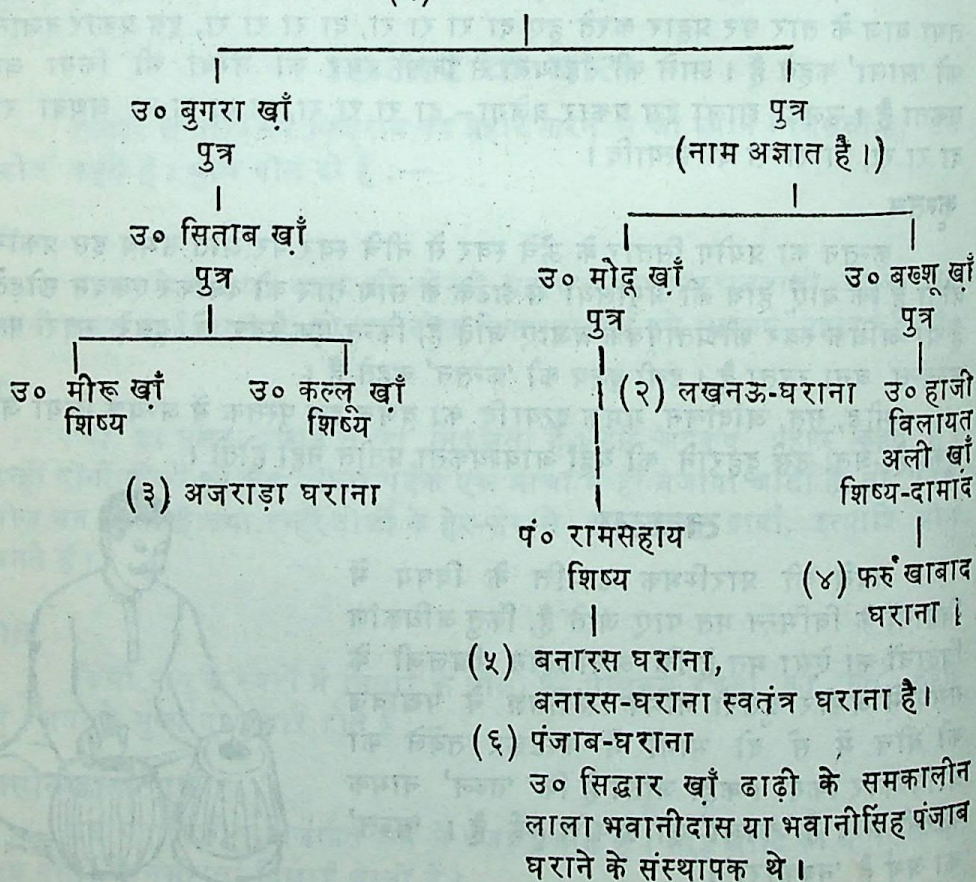 उ० बुगरा ख़ाँ
पुत्र
पुत्र
(नाम अज्ञात है।)
उ० सिताब ख़ाँ
पुत्र
उ० मोदू ख़ाँ
पुत्र
उ० बख्शू ख़ाँ
पुत्र
उ० मीरू ख़ाँ
शिष्य
उ० कल्लू ख़ाँ
शिष्य
(२) लखनऊ-घराना
उ० हाजी
विलायत
अली खाँ
शिष्य-दामाद
(३) अजराड़ा घराना
पं० रामसहाय
शिष्य
(४) फर्रुखाबाद
घराना।
(५) बनारस घराना,
बनारस-घराना स्वतंत्र घराना है।
(६) पंजाब-घराना
उ० सिद्धार ख़ाँ ढाढ़ी के समकालीन
लाला भवानीदास या भवानीसिंह पंजाब
घराने के संस्थापक थे।